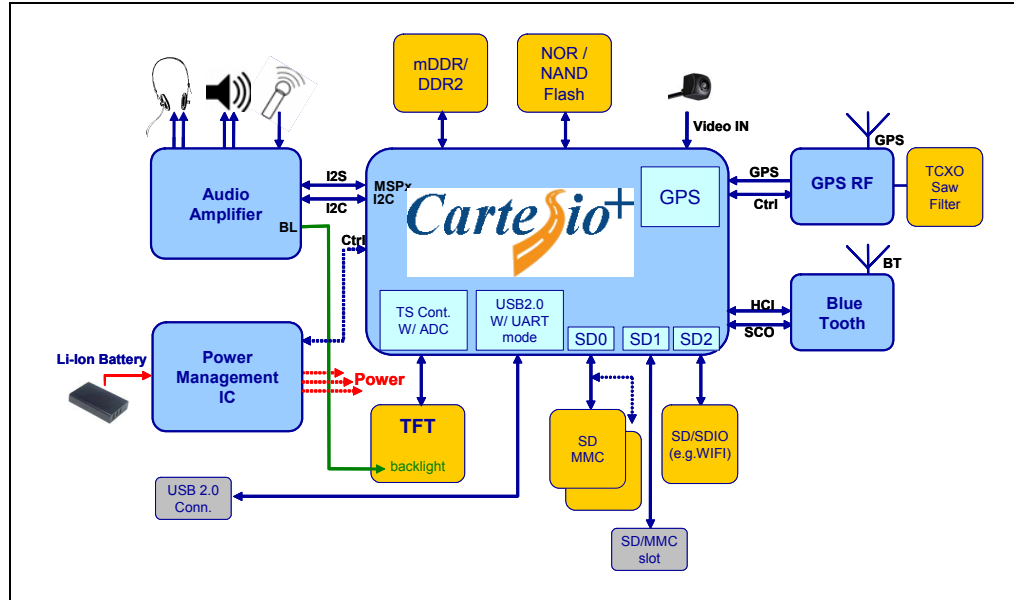 mDDR/
DDR2
NOR /
NAND
Flash
Video IN
Audio
Amplifier
BL
I2S
I2C
MSPx
I2C
Ctrl
Cartesio+
GPS
GPS
Ctrl
GPS
GPS RF
TCXO
Saw
Filter
BT
HCI
SCO
Blue
Tooth
TS Cont.
W/ ADC
USB2.0
W/ UART
mode
SD0
SD1
SD2
Li-Ion Battery
Power
Management
IC
Power
TFT
backlight
SD
MMC
SD/SDIO
(e.g.WIFI)
USB 2.0
Conn.
SD/MMC
slot